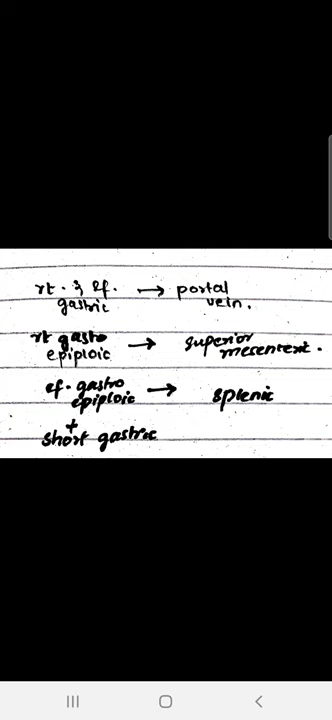 rt. & lf. → portal
gastric vein.
rt gastro → superior
epiploic mesenteric.
lf. gastro → splenic
epiploic
+
short gastric